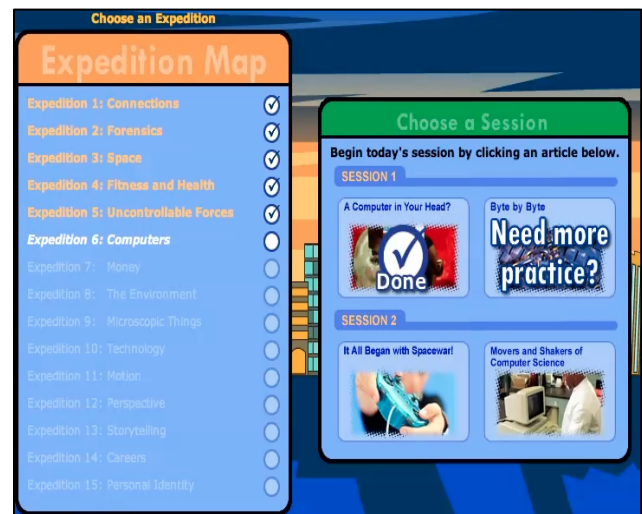 Choose an Expedition
Expedition Map
Expedition 1: Connections
Expedition 2: Forensics
Expedition 3: Space
Expedition 4: Fitness and Health
Expedition 5: Uncontrollable Forces
Expedition 6: Computers
Expedition 7: Money
Expedition 8: The Environment
Expedition 9: Microscopic Things
Expedition 10: Technology
Expedition 11: Motion
Expedition 12: Perspective
Expedition 13: Storytelling
Expedition 14: Careers
Expedition 15: Personal Identity
Choose a Session
Begin today's session by clicking an article below.
SESSION 1
A Computer in Your Head?
Done
Byte by Byte
Need more
practice?
SESSION 2
It All Began with Spacewar!
Movers and Shakers of
Computer Science